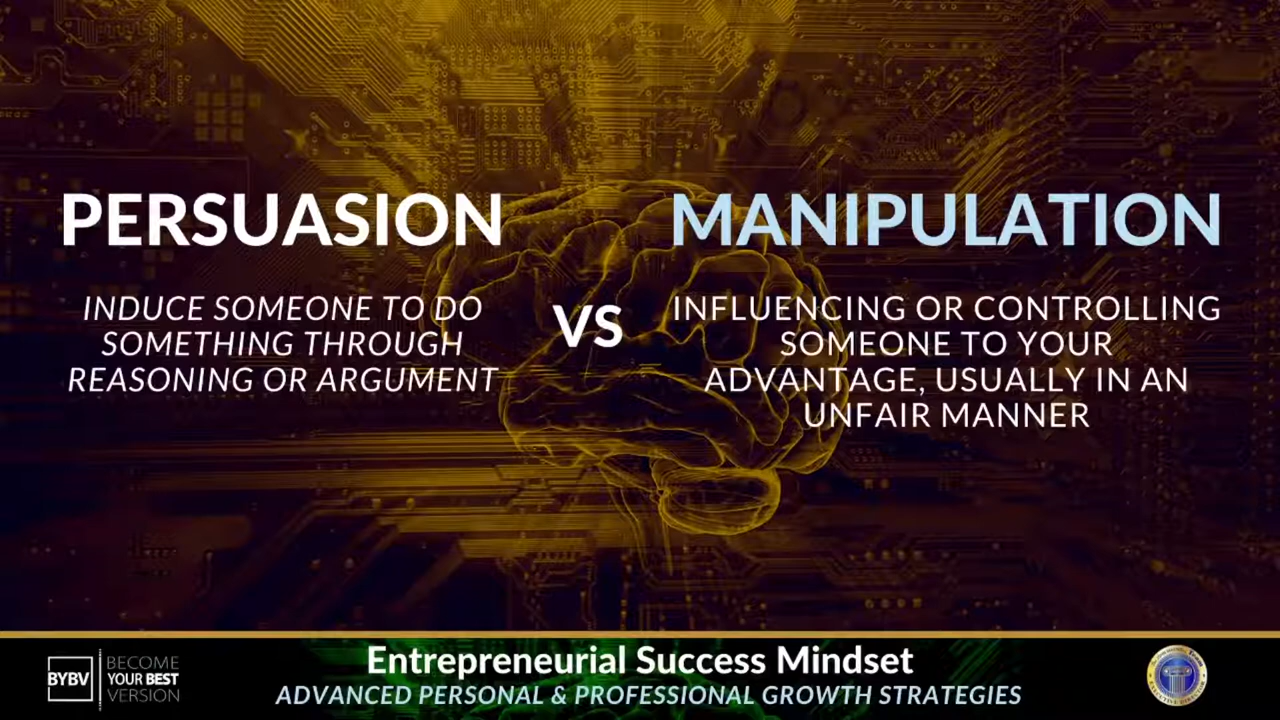 PERSUASION
INDUCE SOMEONE TO DO
SOMETHING THROUGH
REASONING OR ARGUMENT
VS
MANIPULATION
INFLUENCING OR CONTROLLING
SOMEONE TO YOUR
ADVANTAGE, USUALLY IN AN
UNFAIR MANNER
BYBV
BECOME
YOUR BEST
VERSION
Entrepreneurial Success Mindset
ADVANCED PERSONAL & PROFESSIONAL GROWTH STRATEGIES